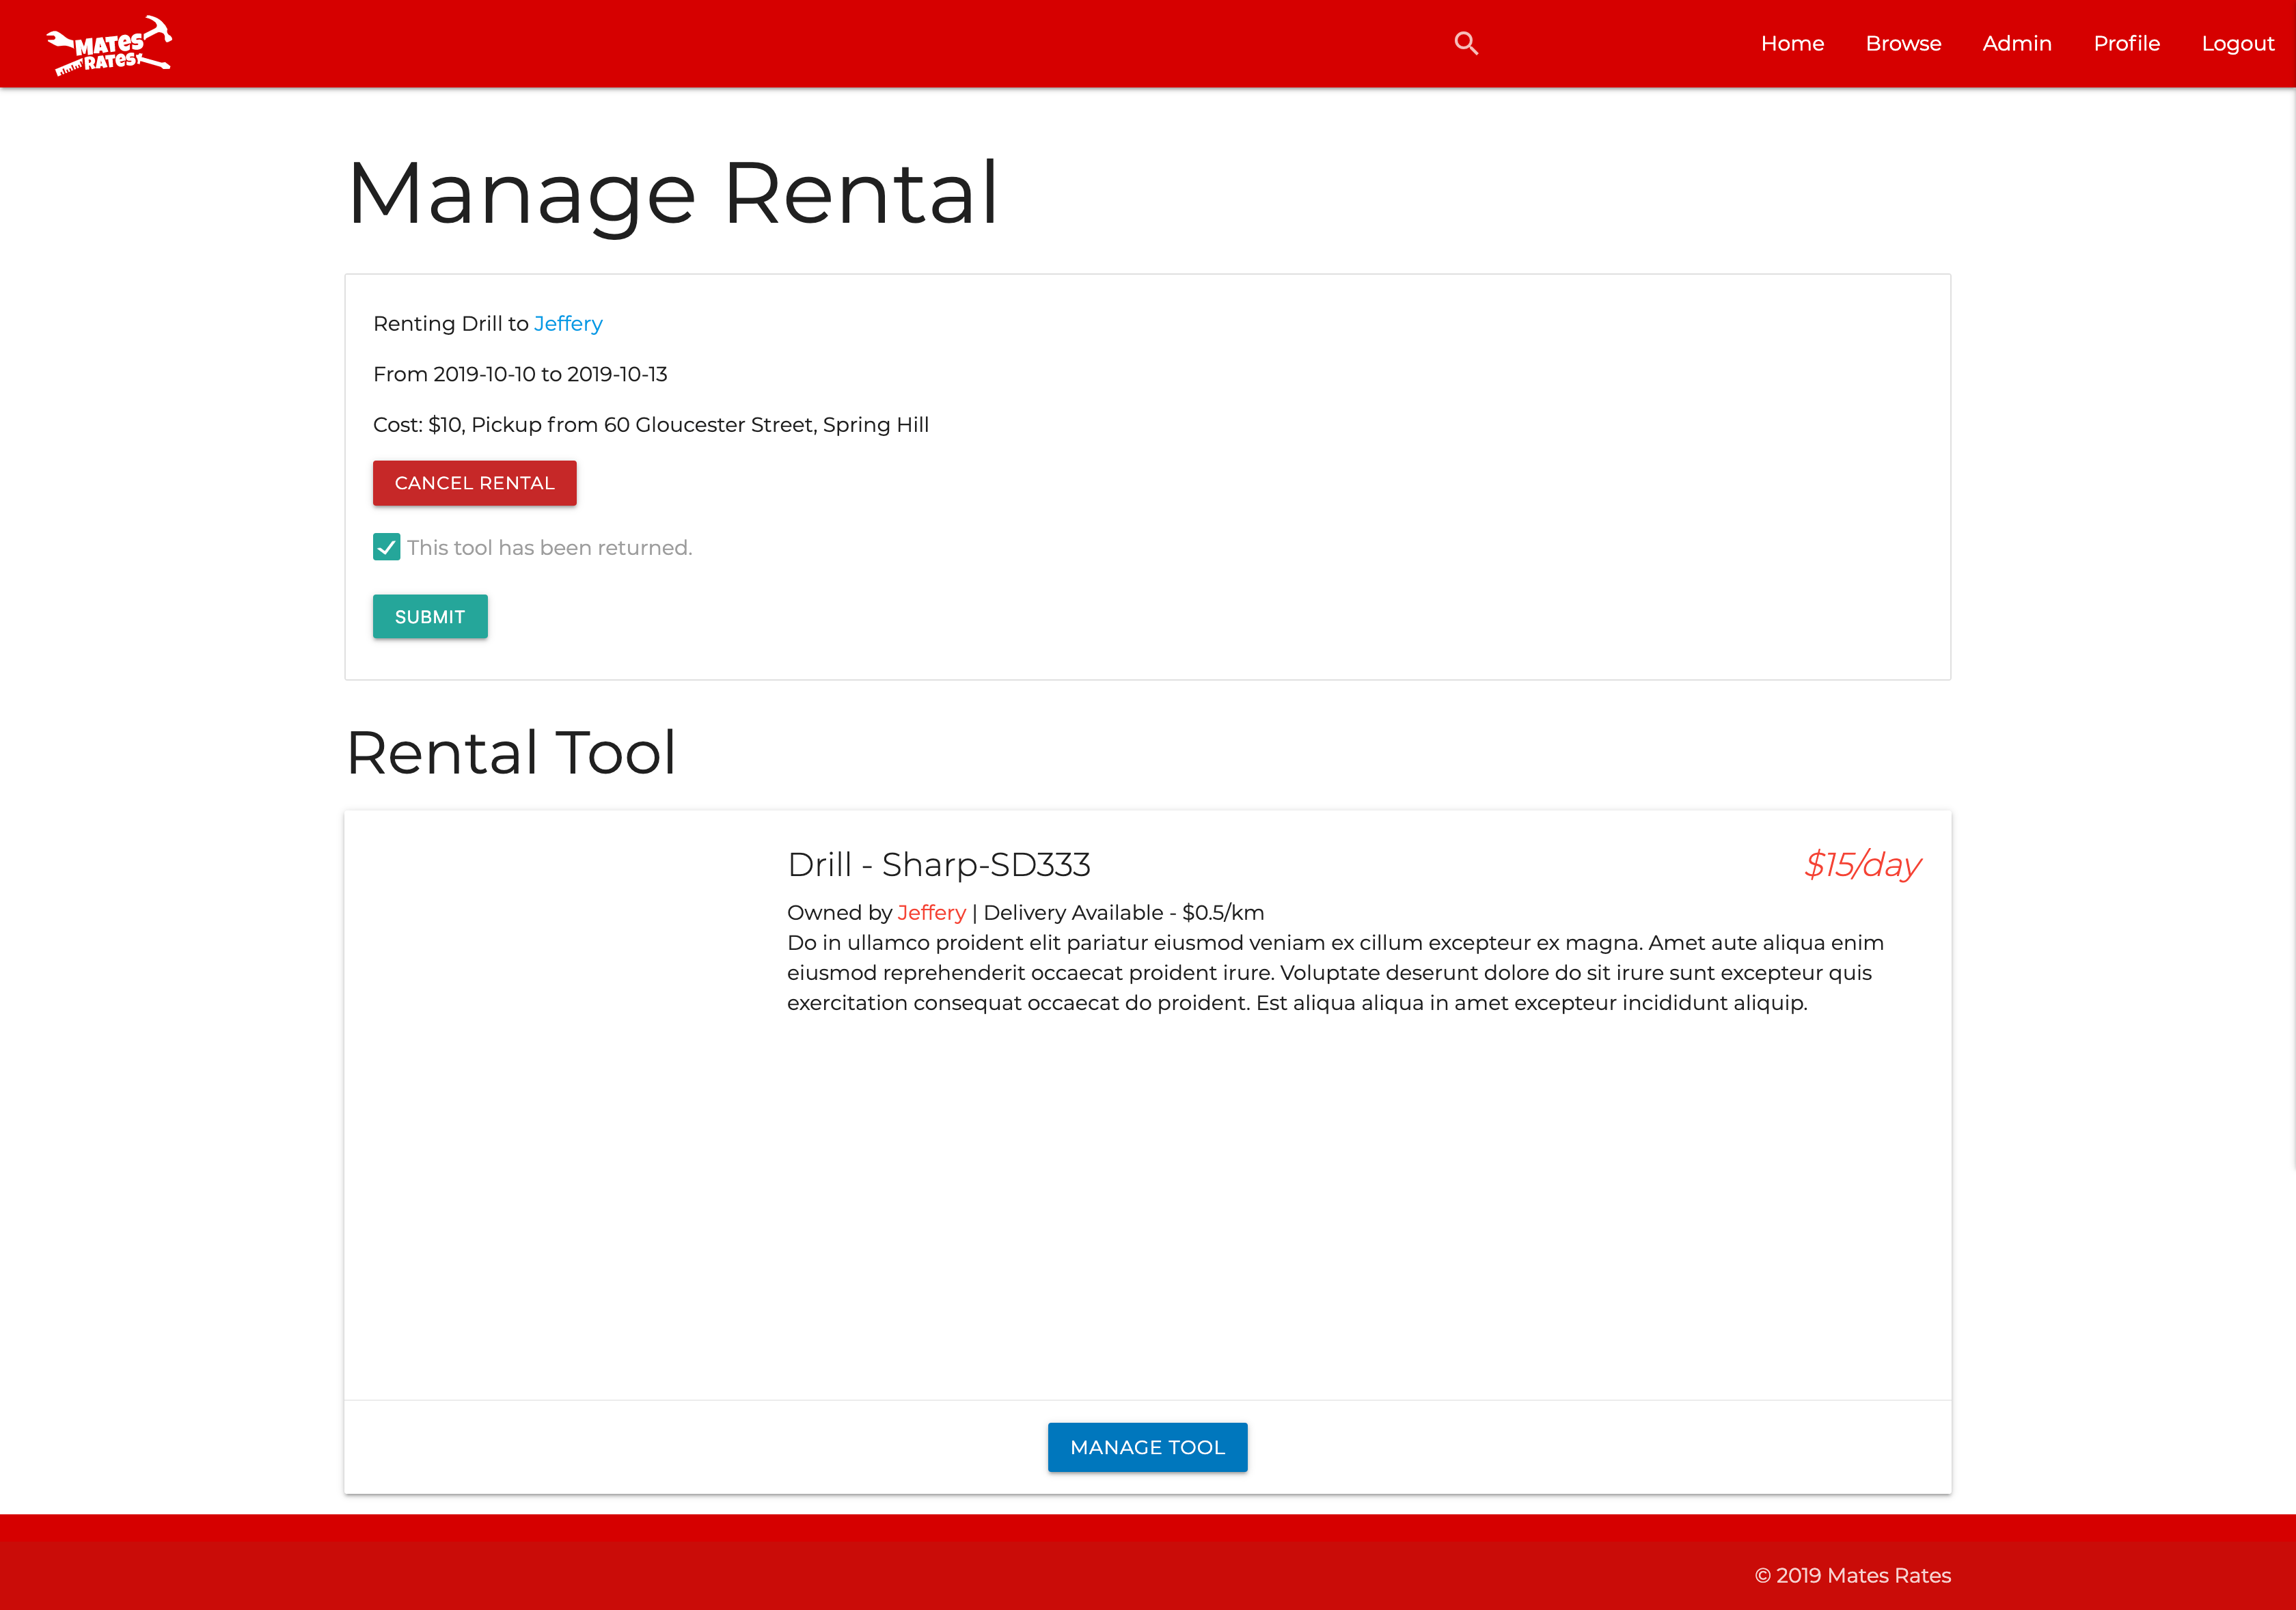 MATES
RATES
Home Browse Admin Profile Logout
Manage Rental
Renting Drill to Jeffery
From 2019-10-10 to 2019-10-13
Cost: $10, Pickup from 60 Gloucester Street, Spring Hill
CANCEL RENTAL
This tool has been returned.
SUBMIT
Rental Tool
Drill - Sharp-SD333 $15/day
Owned by Jeffery | Delivery Available - $0.5/km
Do in ullamco proident elit pariatur eiusmod veniam ex cillum excepteur ex magna. Amet aute aliqua enim
eiusmod reprehenderit occaecat proident irure. Voluptate deserunt dolore do sit irure sunt excepteur quis
exercitation consequat occaecat do proident. Est aliqua aliqua in amet excepteur incididunt aliquip.
MANAGE TOOL
© 2019 Mates Rates